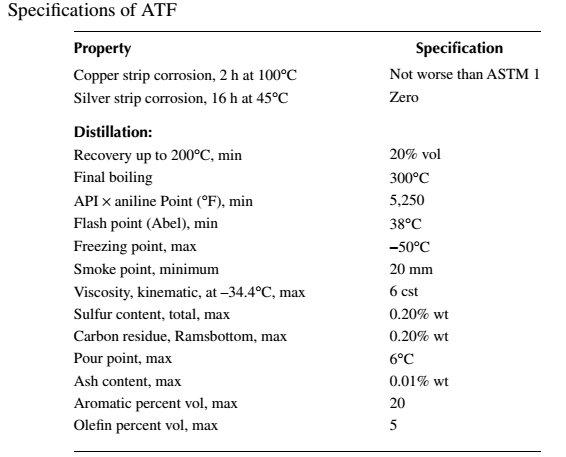 Specifications of ATF
Property Specification
Copper strip corrosion, 2 h at 100°C Not worse than ASTM 1
Silver strip corrosion, 16 h at 45°C Zero
Distillation:
Recovery up to 200°C, min 20% vol
Final boiling 300°C
API × aniline Point (°F), min 5,250
Flash point (Abel), min 38°C
Freezing point, max –50°C
Smoke point, minimum 20 mm
Viscosity, kinematic, at –34.4°C, max 6 cst
Sulfur content, total, max 0.20% wt
Carbon residue, Ramsbottom, max 0.20% wt
Pour point, max 6°C
Ash content, max 0.01% wt
Aromatic percent vol, max 20
Olefin percent vol, max 5